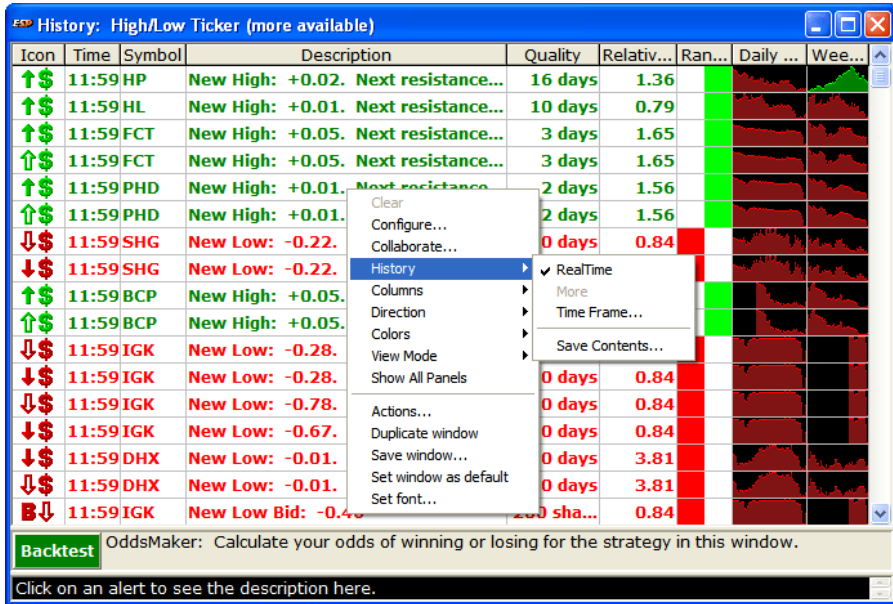 ESP History: High/Low Ticker (more available)
Icon Time Symbol Description Quality Relativ... Ran... Daily ... Wee...
$ 11:59 HP New High: +0.02. Next resistance... 16 days 1.36
$ 11:59 HL New High: +0.01. Next resistance... 10 days 0.79
$ 11:59 FCT New High: +0.05. Next resistance... 3 days 1.65
$ 11:59 FCT New High: +0.05. Next resistance... 3 days 1.65
$ 11:59 PHD New High: +0.01. Next resistance 2 days 1.56
$ 11:59 PHD New High: +0.01. 2 days 1.56
$ 11:59 SHG New Low: -0.22. 0 days 0.84
$ 11:59 SHG New Low: -0.22.
$ 11:59 BCP New High: +0.05.
$ 11:59 BCP New High: +0.05.
$ 11:59 IGK New Low: -0.28.
$ 11:59 IGK New Low: -0.28. 0 days 0.84
$ 11:59 IGK New Low: -0.78. 0 days 0.84
$ 11:59 IGK New Low: -0.67. 0 days 0.84
$ 11:59 DHX New Low: -0.01. 0 days 3.81
$ 11:59 DHX New Low: -0.01. 0 days 3.81
B 11:59 IGK New Low Bid: 200 sha... 0.84
Clear
Configure...
Collaborate...
History
Columns
Direction
Colors
View Mode
Show All Panels
Actions...
Duplicate window
Save window...
Set window as default
Set font...
RealTime
More
Time Frame...
Save Contents...
Backtest OddsMaker: Calculate your odds of winning or losing for the strategy in this window.
Click on an alert to see the description here.